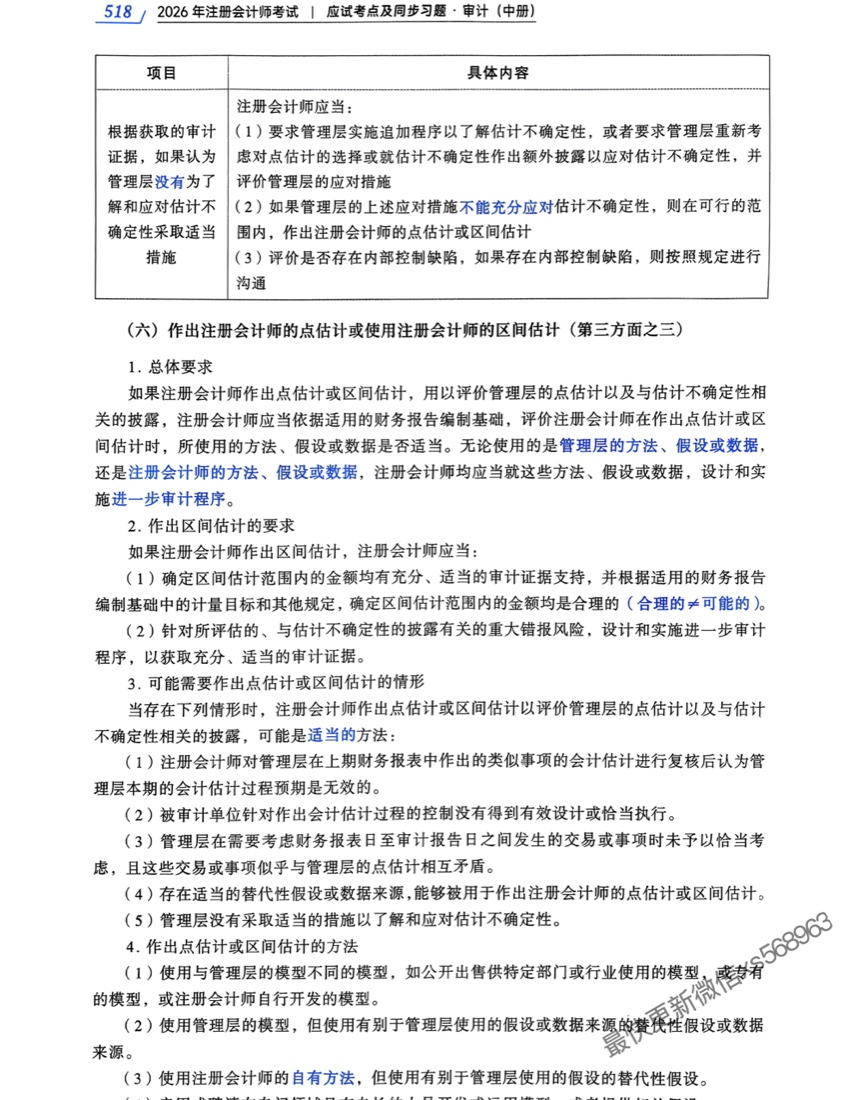 518 2026年注册会计师考试 | 应试考点及同步习题·审计（中册）
项目 具体内容
根据获取的审计
证据，如果认为
管理层没有为了
解和应对估计不
确定性采取适当
措施
注册会计师应当：
（1）要求管理层实施追加程序以了解估计不确定性，或者要求管理层重新考
虑对点估计的选择或就估计不确定性作出额外披露以应对估计不确定性，并
评价管理层的应对措施
（2）如果管理层的上述应对措施不能充分应对估计不确定性，则在可行的范
围内，作出注册会计师的点估计或区间估计
（3）评价是否存在内部控制缺陷，如果存在内部控制缺陷，则按照规定进行
沟通
（六）作出注册会计师的点估计或使用注册会计师的区间估计（第三方面之三）
1. 总体要求
如果注册会计师作出点估计或区间估计，用以评价管理层的点估计以及与估计不确定性相
关的披露，注册会计师应当依据适用的财务报告编制基础，评价注册会计师在作出点估计或区
间估计时，所使用的方法、假设或数据是否适当。无论使用的是管理层的方法、假设或数据，
还是注册会计师的方法、假设或数据，注册会计师均应当就这些方法、假设或数据，设计和实
施进一步审计程序。
2. 作出区间估计的要求
如果注册会计师作出区间估计，注册会计师应当：
（1）确定区间估计范围内的金额均有充分、适当的审计证据支持，并根据适用的财务报告
编制基础中的计量目标和其他规定，确定区间估计范围内的金额均是合理的（合理的≠可能的）。
（2）针对所评估的、与估计不确定性的披露有关的重大错报风险，设计和实施进一步审计
程序，以获取充分、适当的审计证据。
3. 可能需要作出点估计或区间估计的情形
当存在下列情形时，注册会计师作出点估计或区间估计以评价管理层的点估计以及与估计
不确定性相关的披露，可能是适当的方法：
（1）注册会计师对管理层在上期财务报表中作出的类似事项的会计估计进行复核后认为管
理层本期的会计估计过程预期是无效的。
（2）被审计单位针对作出会计估计过程的控制没有得到有效设计或恰当执行。
（3）管理层在需要考虑财务报表日至审计报告日之间发生的交易或事项时未予以恰当考
虑，且这些交易或事项似乎与管理层的点估计相互矛盾。
（4）存在适当的替代性假设或数据来源，能够被用于作出注册会计师的点估计或区间估计。
（5）管理层没有采取适当的措施以了解和应对估计不确定性。
4. 作出点估计或区间估计的方法
（1）使用与管理层的模型不同的模型，如公开出售供特定部门或行业使用的模型，或专有
的模型，或注册会计师自行开发的模型。
（2）使用管理层的模型，但使用有别于管理层使用的假设或数据来源的替代性假设或数据
来源。
（3）使用注册会计师的自有方法，但使用有别于管理层使用的假设的替代性假设。
最快更新微信xs568963